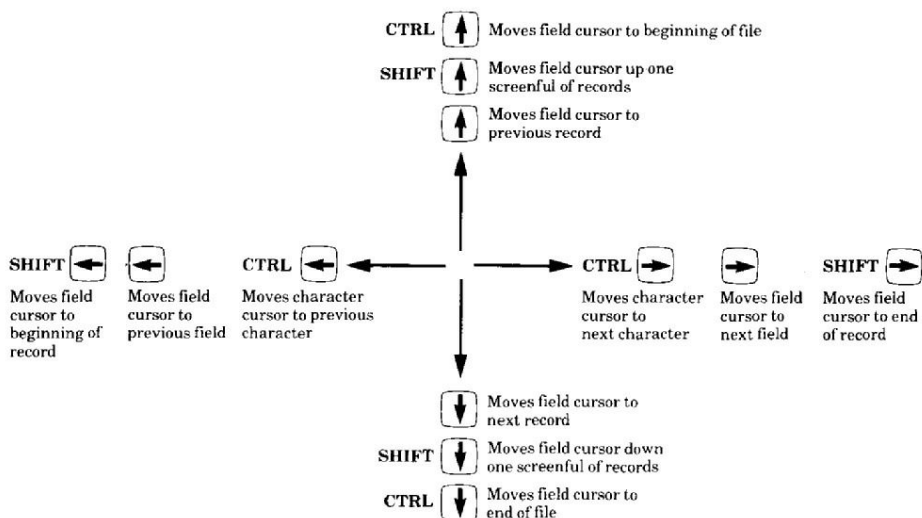 CTRL Moves field cursor to beginning of file
SHIFT Moves field cursor up one
screenful of records
Moves field cursor to
previous record
SHIFT
Moves field
cursor to
beginning of
record
Moves field
cursor to
previous field
CTRL
Moves character
cursor to previous
character
CTRL
Moves character
cursor to
next character
Moves field
cursor to
next field
SHIFT
Moves field
cursor to end
of record
Moves field cursor to
next record
SHIFT Moves field cursor down
one screenful of records
CTRL Moves field cursor to
end of file